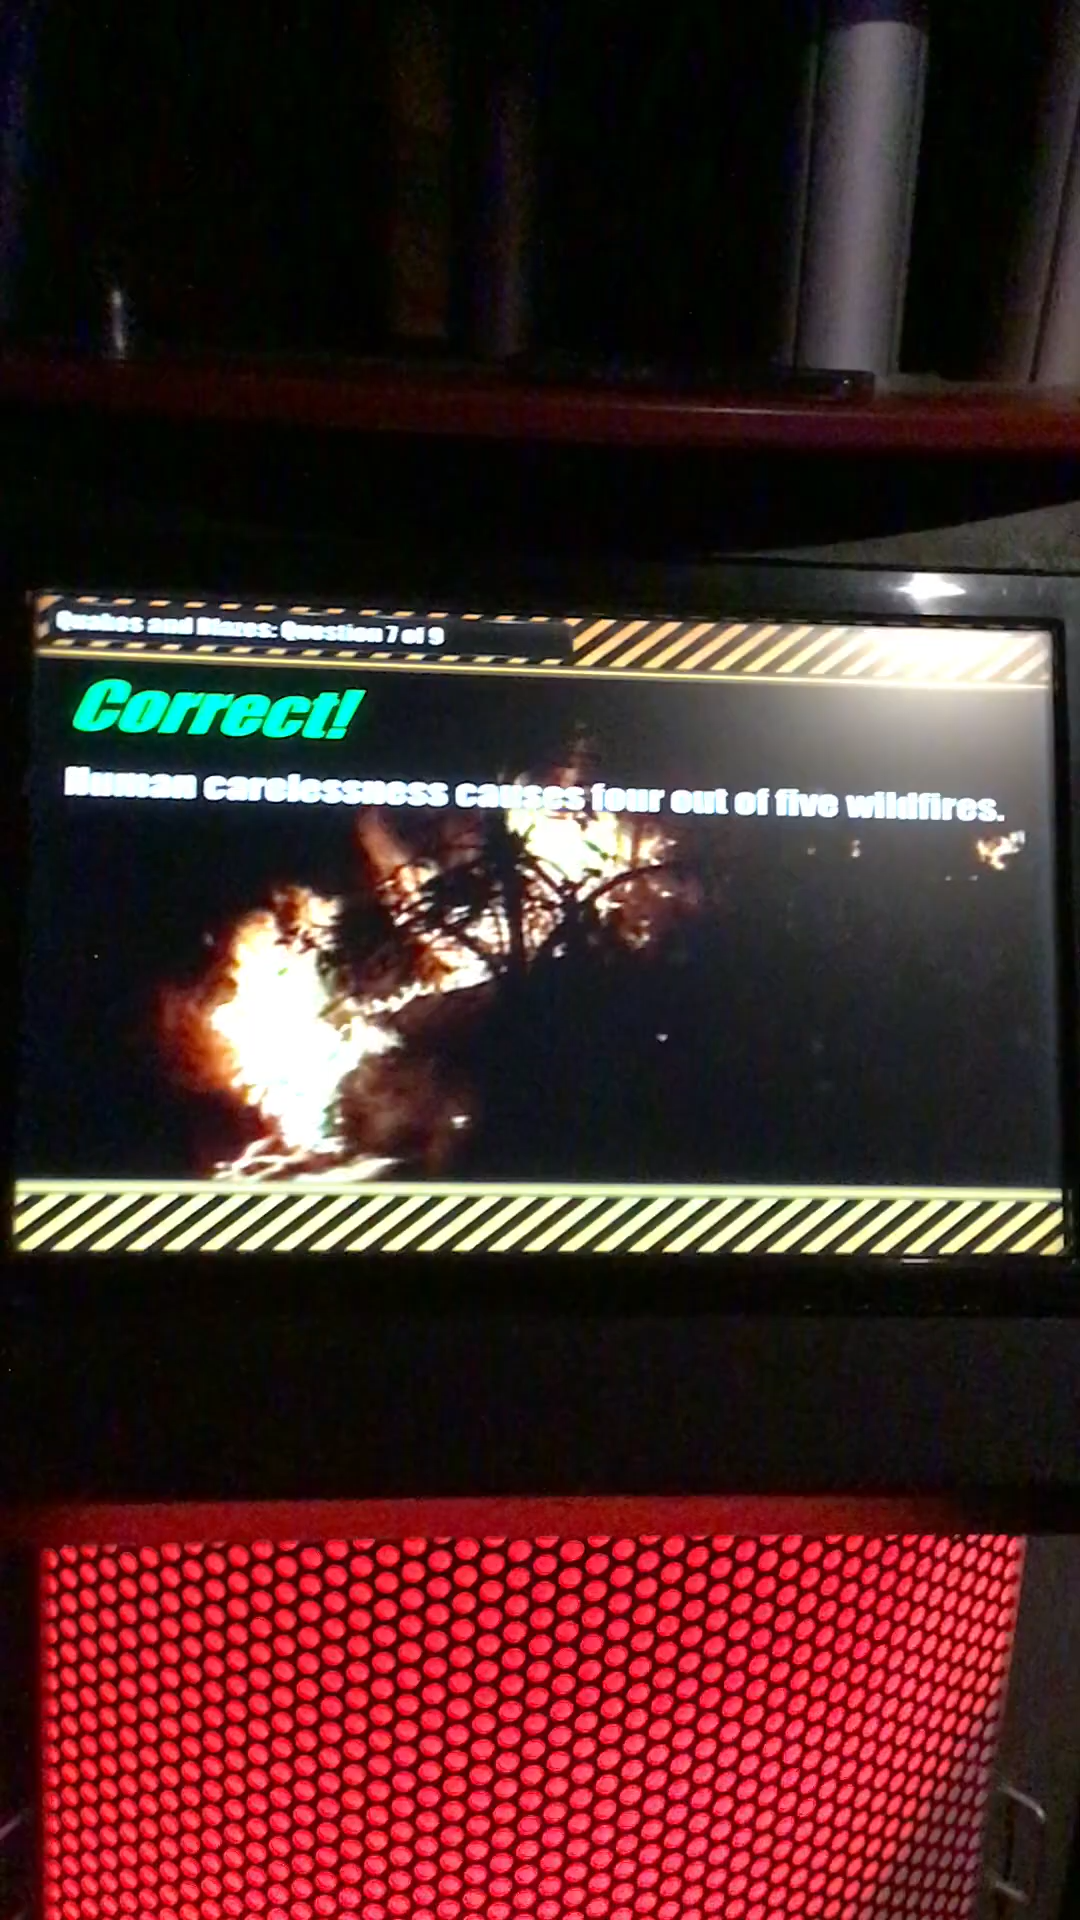 Quakes and Blazes: Question 7 of 9
Correct!
Human carelessness causes four out of five wildfires.